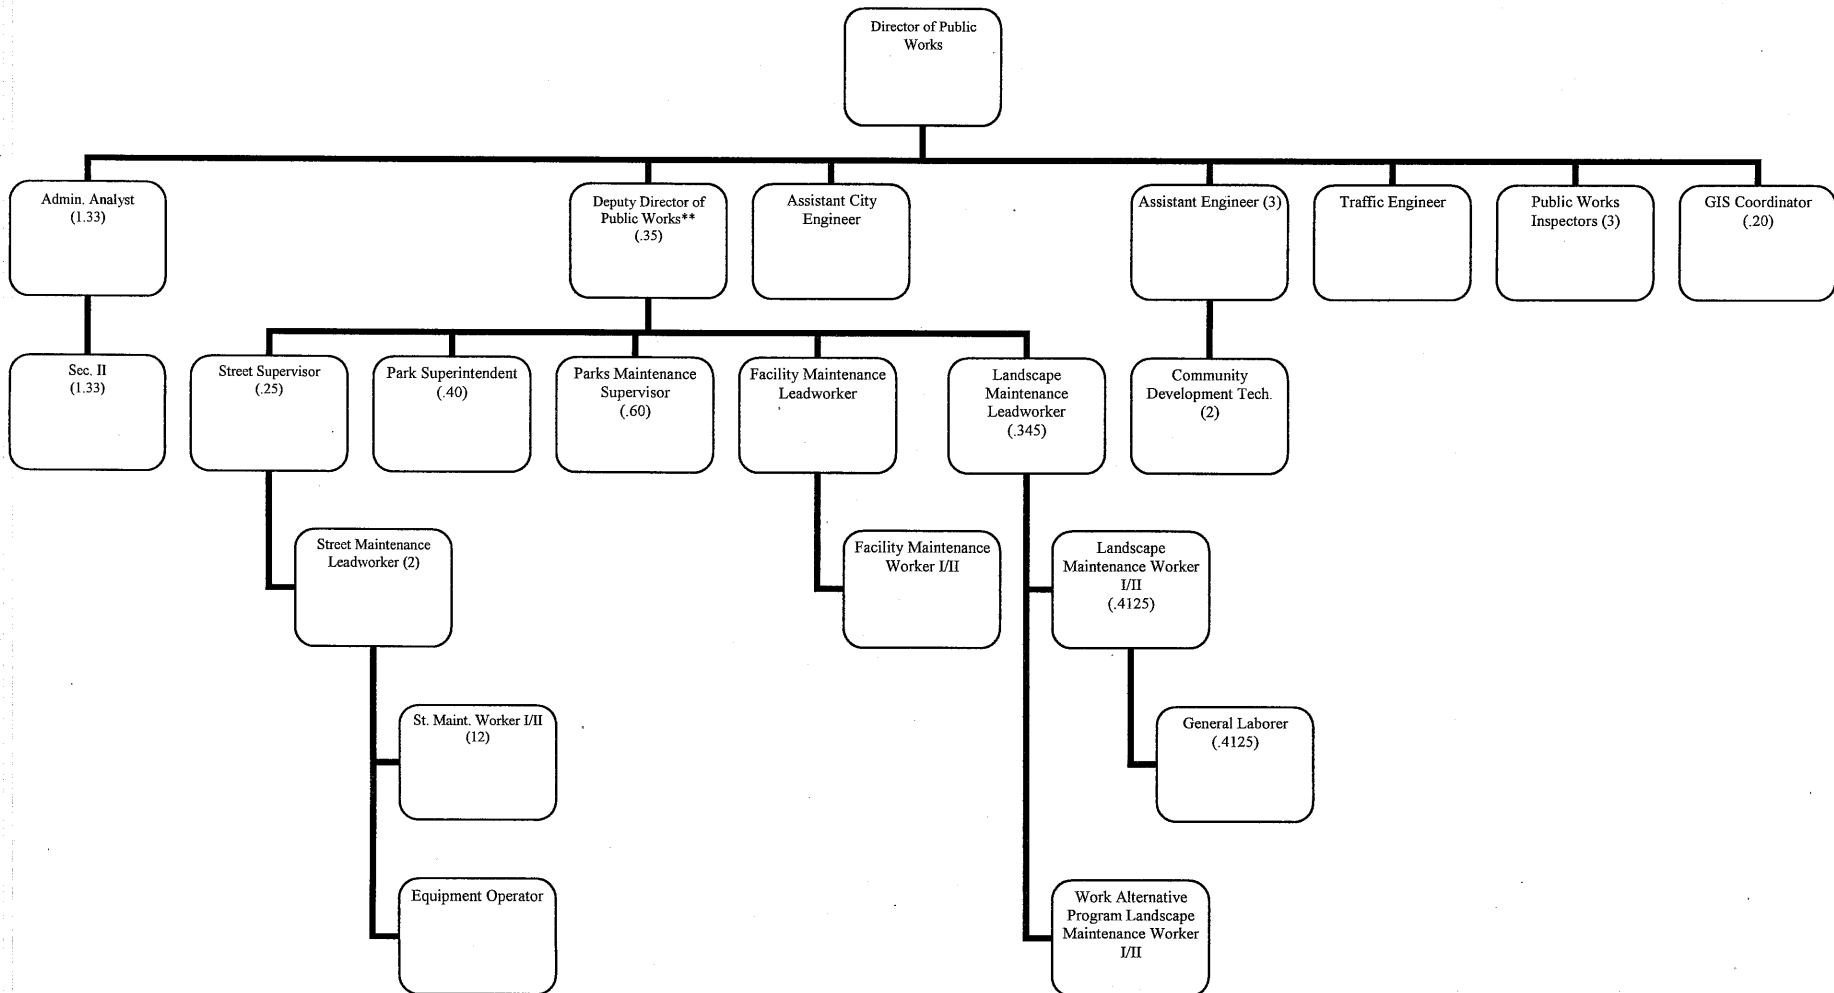 Director of Public
Works
Admin. Analyst
(1.33)
Deputy Director of
Public Works**
(.35)
Assistant City
Engineer
Assistant Engineer (3)
Traffic Engineer
Public Works
Inspectors (3)
GIS Coordinator
(.20)
Sec. II
(1.33)
Street Supervisor
(.25)
Park Superintendent
(.40)
Parks Maintenance
Supervisor
(.60)
Facility Maintenance
Leadworker
Landscape
Maintenance
Leadworker
(.345)
Community
Development Tech.
(2)
Street Maintenance
Leadworker (2)
Facility Maintenance
Worker I/II
Landscape
Maintenance Worker
I/II
(.4125)
St. Maint. Worker I/II
(12)
General Laborer
(.4125)
Equipment Operator
Work Alternative
Program Landscape
Maintenance Worker
I/II